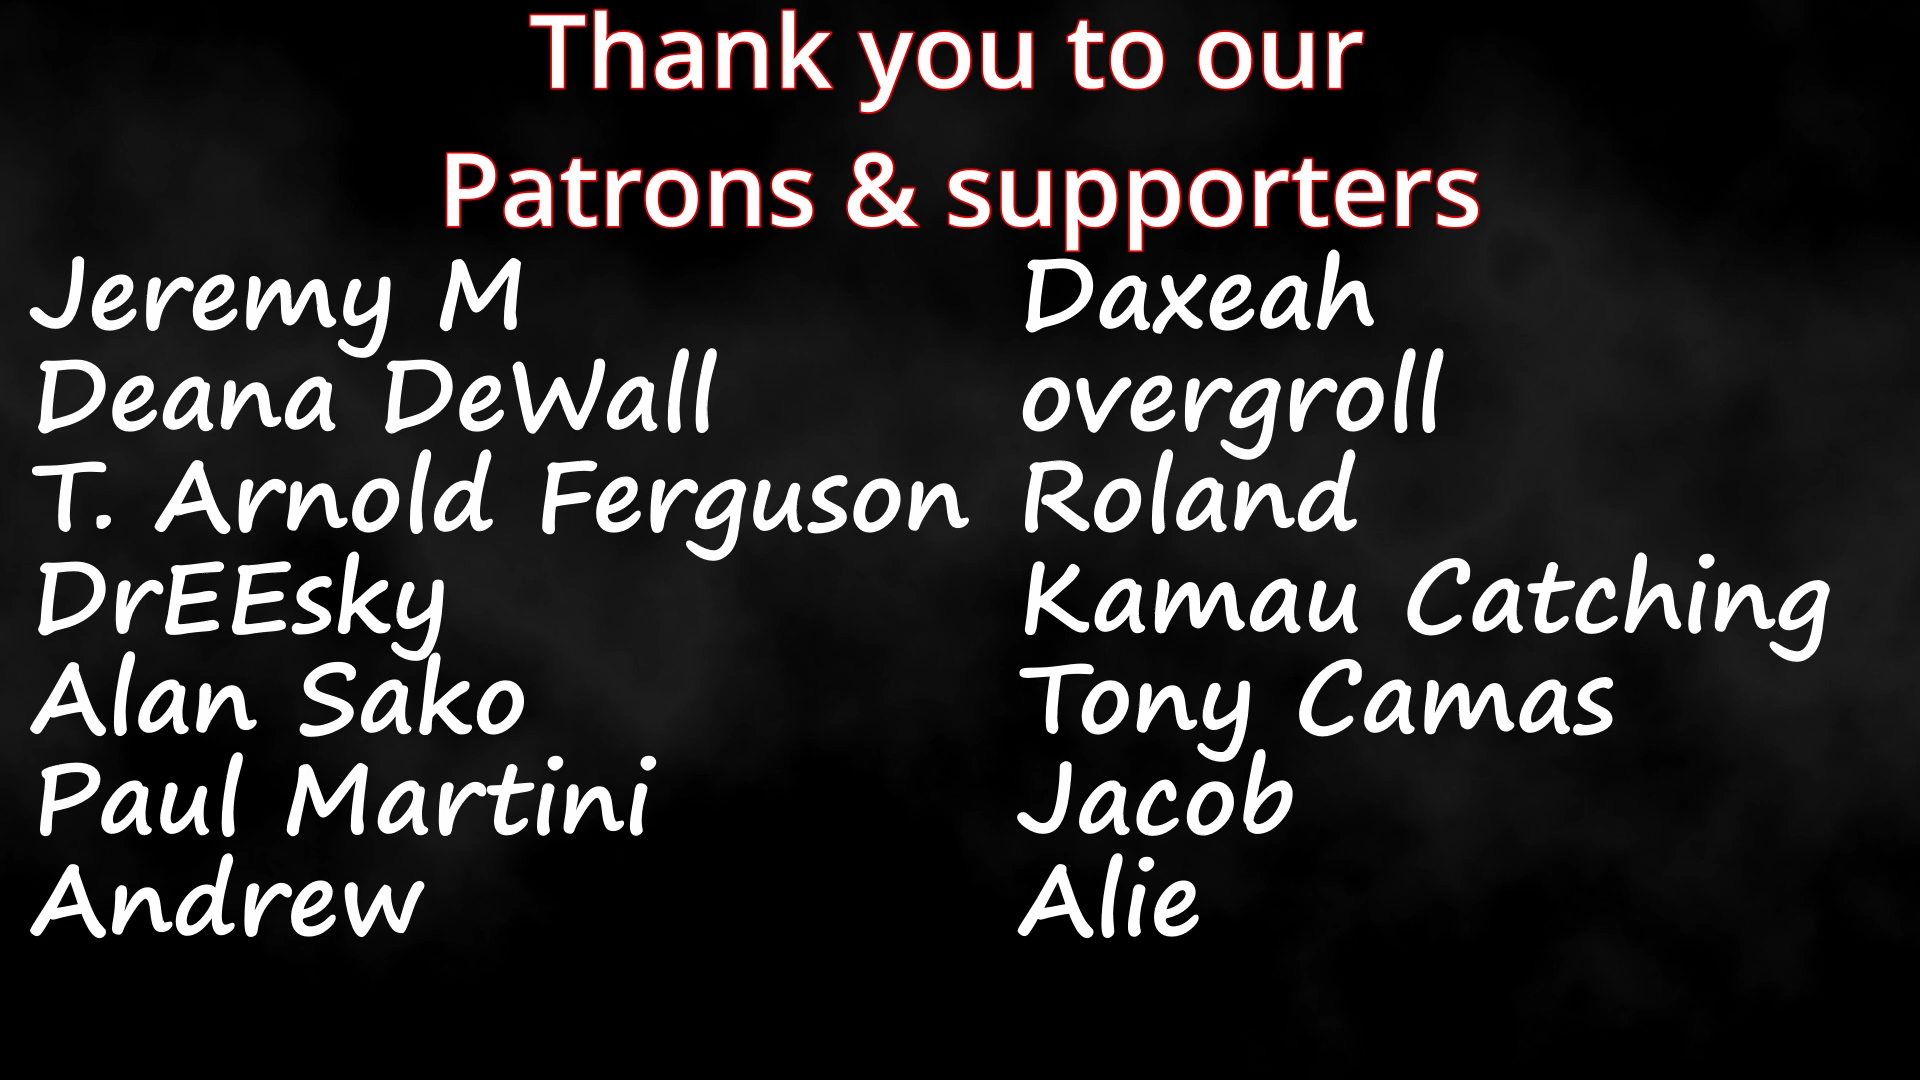 Thank you to our
Patrons & supporters
Jeremy M
Deana DeWall
T. Arnold Ferguson
DrEEsky
Alan Sako
Paul Martini
Andrew
Daxeah
overgroll
Roland
Kamau Catching
Tony Camas
Jacob
Alie